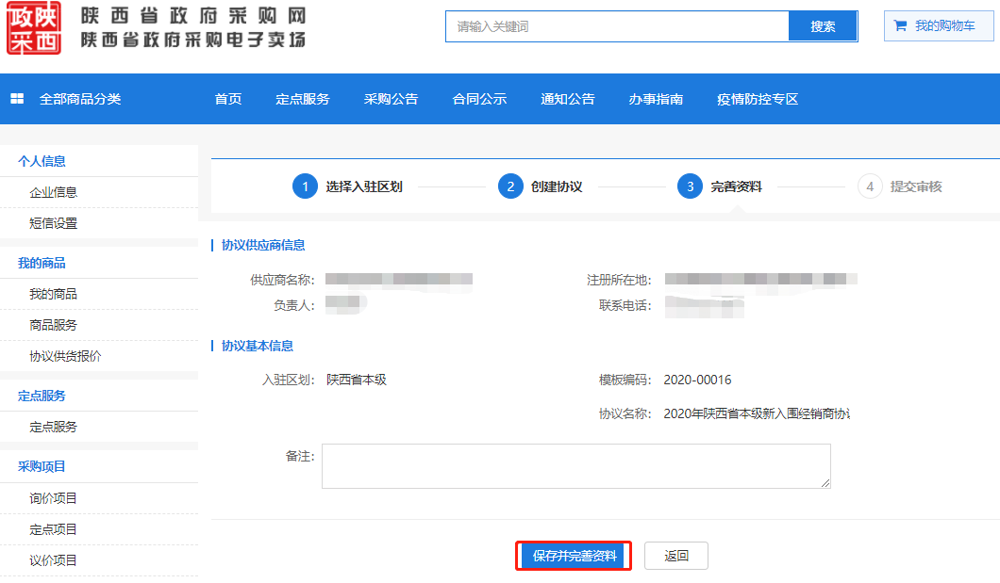 政陕
采西
陕西省政府采购网
陕西省政府采购电子卖场
请输入关键词
搜索
我的购物车
全部商品分类
首页
定点服务
采购公告
合同公示
通知公告
办事指南
疫情防控专区
个人信息
企业信息
短信设置
我的商品
我的商品
商品服务
协议供货报价
定点服务
定点服务
采购项目
询价项目
定点项目
议价项目
1 选择入驻区划
2 创建协议
3 完善资料
4 提交审核
协议供应商信息
供应商名称:
注册所在地:
负责人:
联系电话:
协议基本信息
入驻区划: 陕西省本级
模板编码: 2020-00016
协议名称: 2020年陕西省本级新入围经销商协
备注:
保存并完善资料
返回